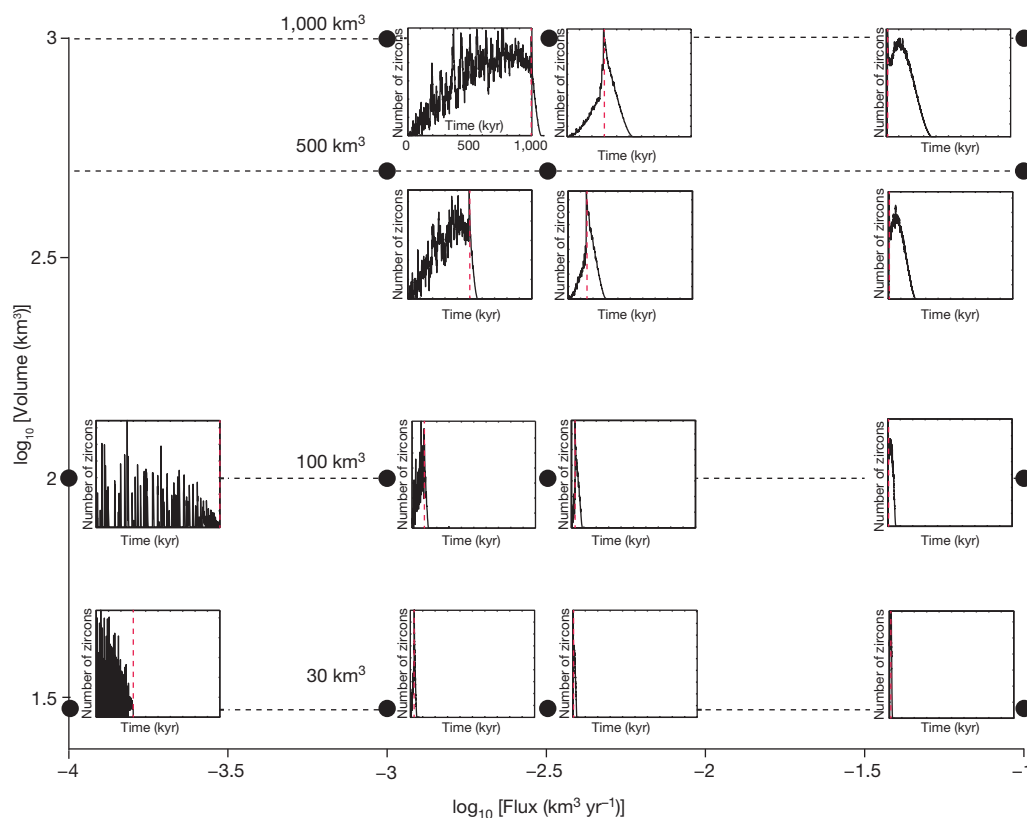 1,000 km³
3
Number of zircons
Time (kyr)
0
500
1,000
Number of zircons
Time (kyr)
Number of zircons
Time (kyr)
500 km³
Number of zircons
Time (kyr)
Number of zircons
Time (kyr)
Number of zircons
Time (kyr)
2.5
log₁₀ [Volume (km³)]
100 km³
2
Number of zircons
Time (kyr)
Number of zircons
Time (kyr)
Number of zircons
Time (kyr)
Number of zircons
Time (kyr)
30 km³
1.5
Number of zircons
Time (kyr)
Number of zircons
Time (kyr)
Number of zircons
Time (kyr)
Number of zircons
Time (kyr)
−4
−3.5
−3
−2.5
−2
−1.5
−1
log₁₀ [Flux (km³ yr⁻¹)]